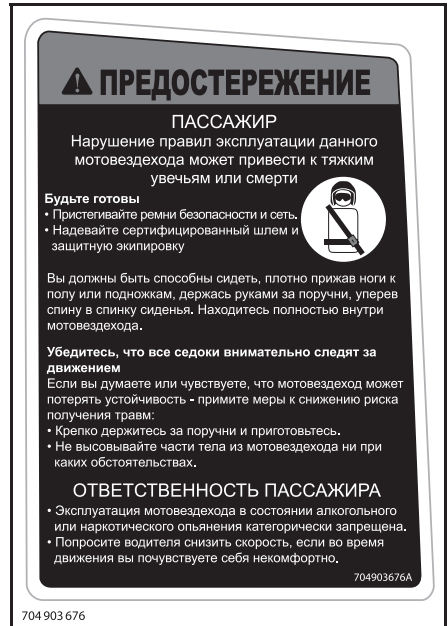 ПРЕДОСТЕРЕЖЕНИЕ
ПАССАЖИР
Нарушение правил эксплуатации данного
мотовездехода может привести к тяжким
увечьям или смерти
Будьте готовы
• Пристегивайте ремни безопасности и сеть.
• Надевайте сертифицированный шлем и
защитную экипировку
Вы должны быть способны сидеть, плотно прижав ноги к
полу или подножкам, держась руками за поручни, уперев
спину в спинку сиденья. Находитесь полностью внутри
мотовездехода.
Убедитесь, что все седоки внимательно следят за
движением
Если вы думаете или чувствуете, что мотовездеход может
потерять устойчивость - примите меры к снижению риска
получения травм:
• Крепко держитесь за поручни и приготовьтесь.
• Не высовывайте части тела из мотовездехода ни при
каких обстоятельствах.
ОТВЕТСТВЕННОСТЬ ПАССАЖИРА
• Эксплуатация мотовездехода в состоянии алкогольного
или наркотического опьянения категорически запрещена.
• Попросите водителя снизить скорость, если во время
движения вы почувствуете себя некомфортно.
704903676A
704 903 676